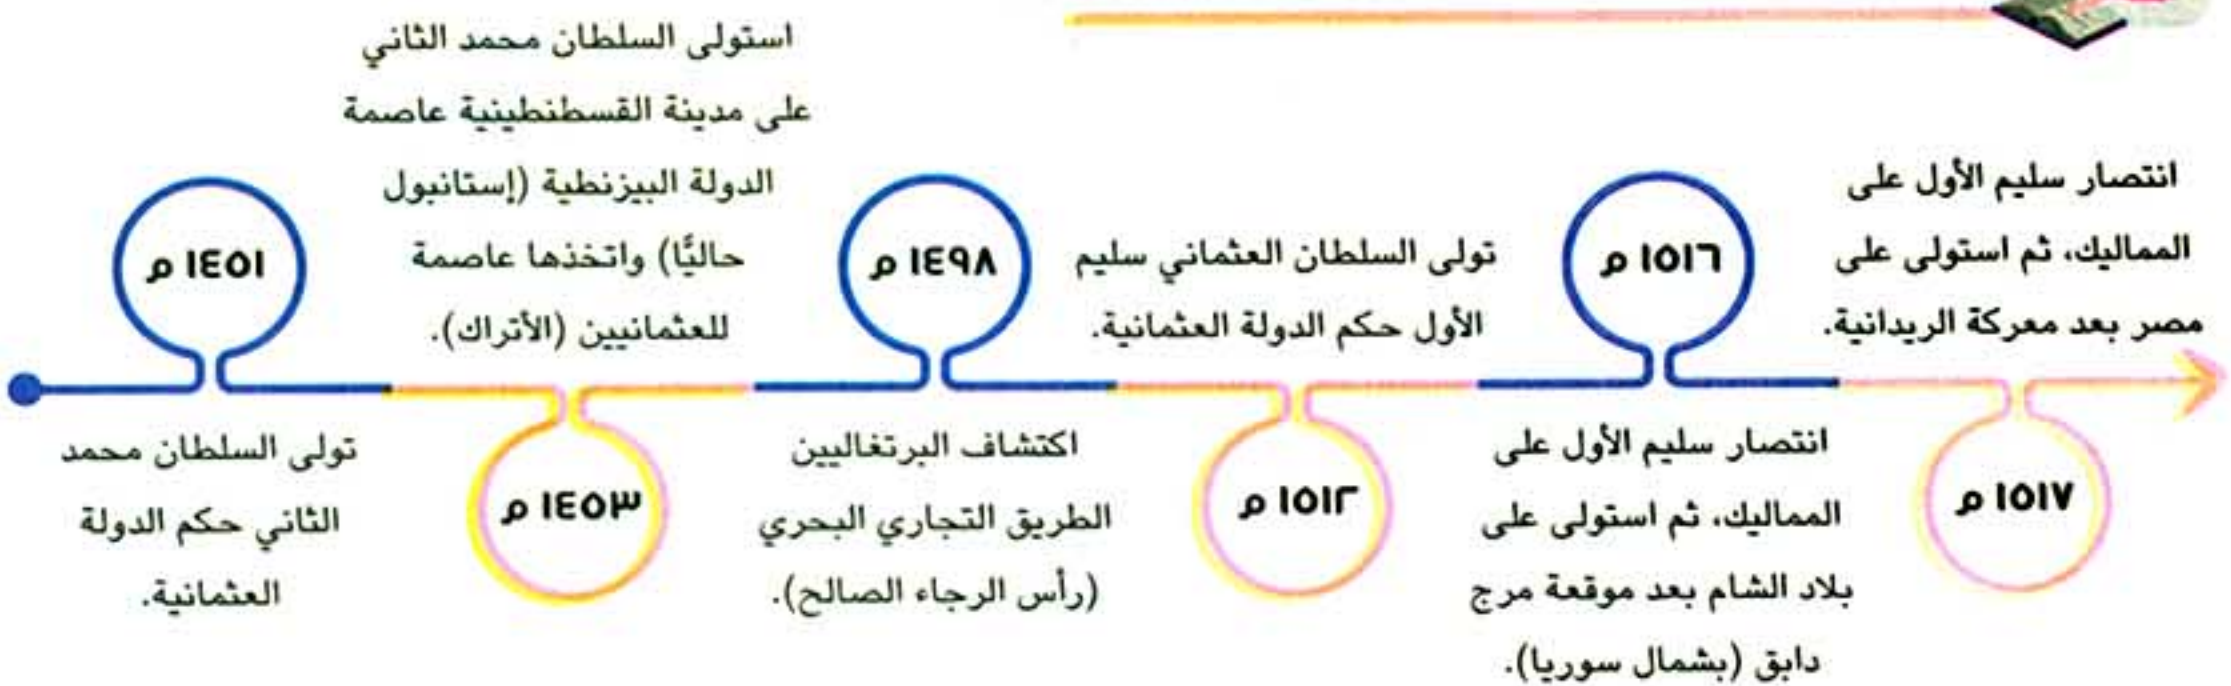 ١٤٥١ م
تولى السلطان محمد
الثاني حكم الدولة
العثمانية.
استولى السلطان محمد الثاني
على مدينة القسطنطينية عاصمة
الدولة البيزنطية (إستانبول
حاليًّا) واتخذها عاصمة
للعثمانيين (الأتراك).
١٤٥٣ م
١٤٩٨ م
اكتشاف البرتغاليين
الطريق التجاري البحري
(رأس الرجاء الصالح).
تولى السلطان العثماني سليم
الأول حكم الدولة العثمانية.
١٥١٢ م
١٥١٦ م
انتصار سليم الأول على
المماليك، ثم استولى على
بلاد الشام بعد موقعة مرج
دابق (بشمال سوريا).
انتصار سليم الأول على
المماليك، ثم استولى على
مصر بعد معركة الريدانية.
١٥١٧ م